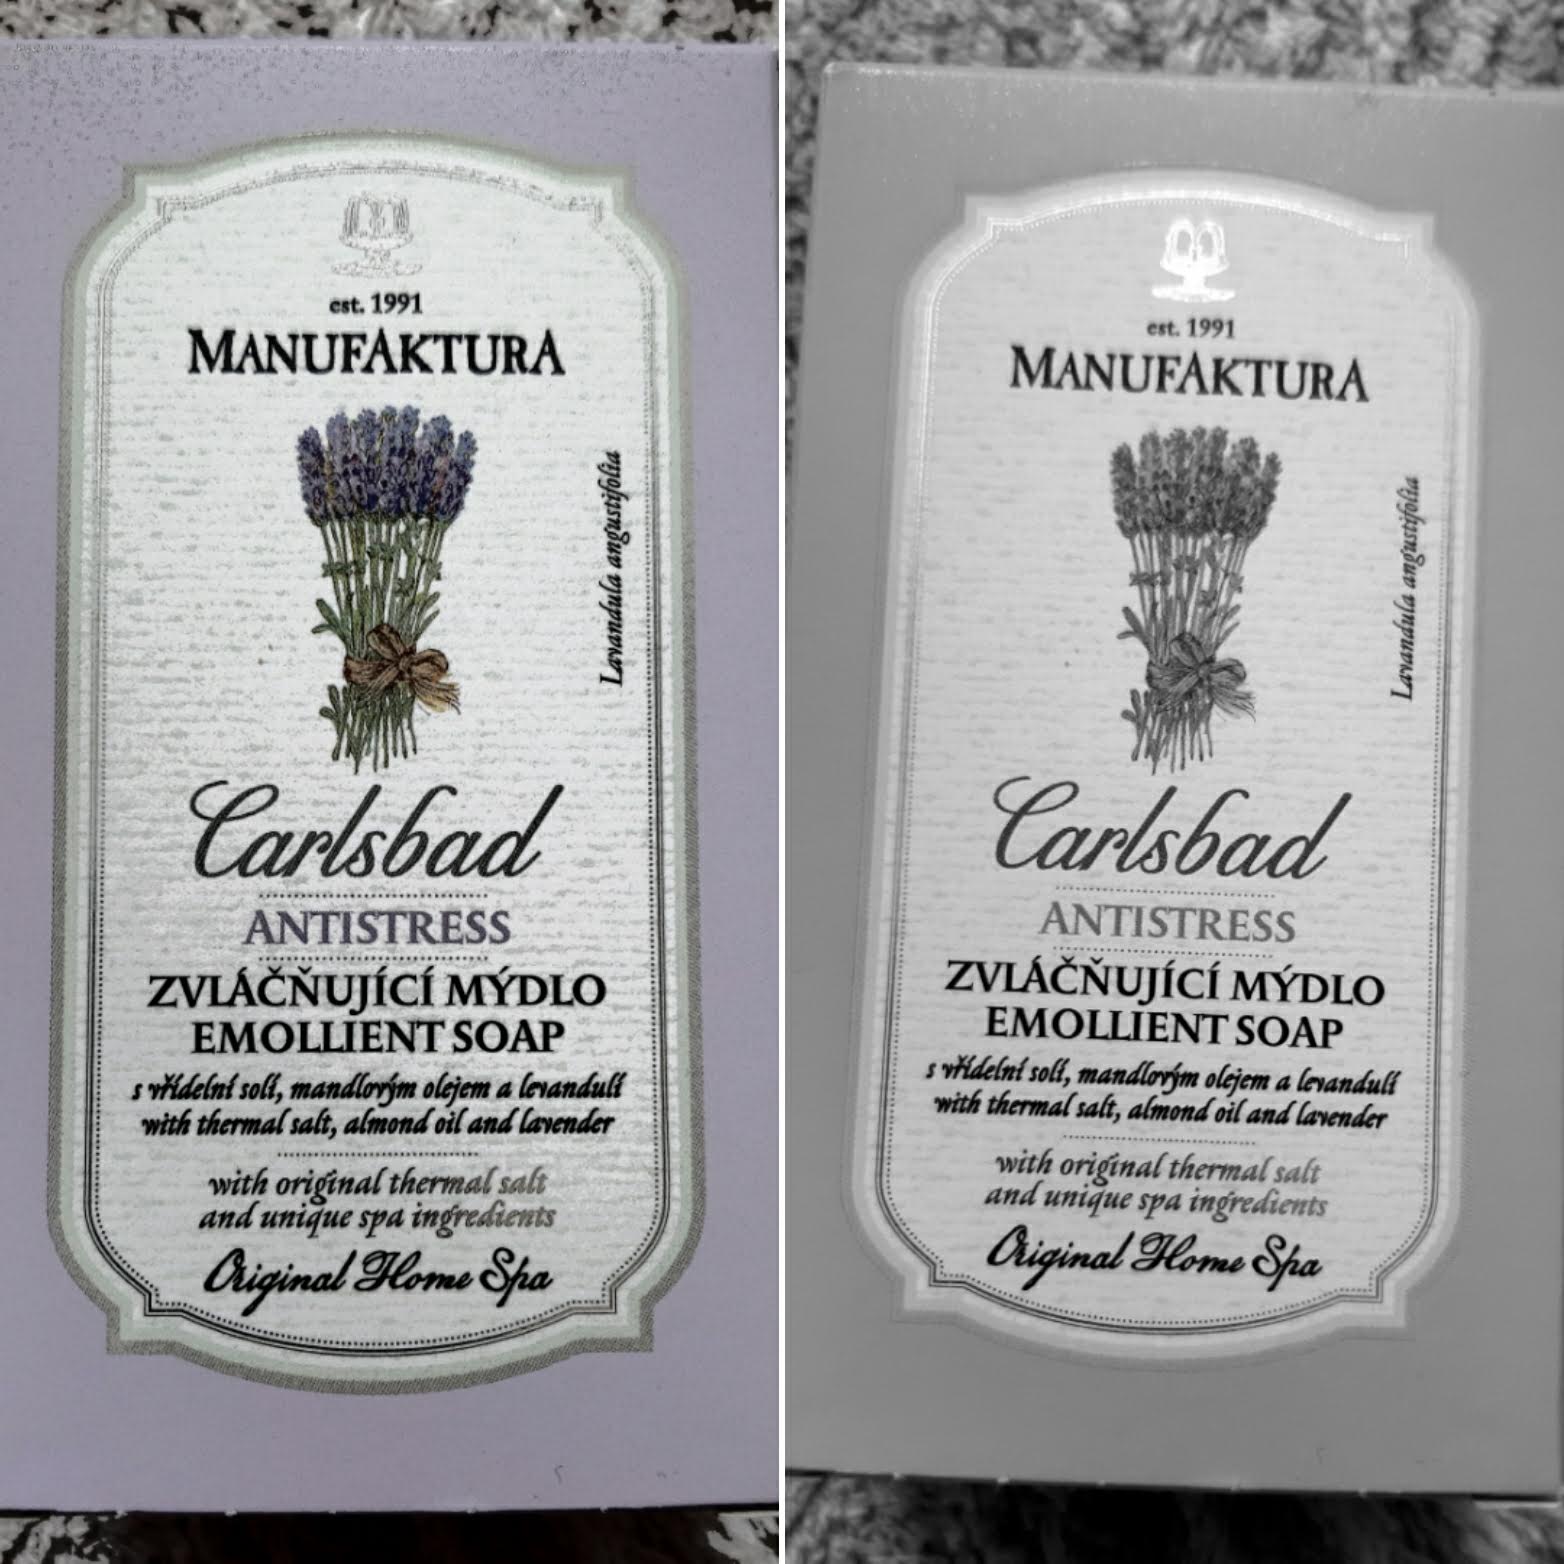 est. 1991
MANUFAKTURA
Lavandula angustifolia
Carlsbad
ANTISTRESS
ZVLÁČŇUJÍCÍ MÝDLO
EMOLLIENT SOAP
s vřídelní solí, mandlovým olejem a levandulí
with thermal salt, almond oil and lavender
with original thermal salt
and unique spa ingredients
Original Home Spa
est. 1991
MANUFAKTURA
Lavandula angustifolia
Carlsbad
ANTISTRESS
ZVLÁČŇUJÍCÍ MÝDLO
EMOLLIENT SOAP
s vřídelní solí, mandlovým olejem a levandulí
with thermal salt, almond oil and lavender
with original thermal salt
and unique spa ingredients
Original Home Spa